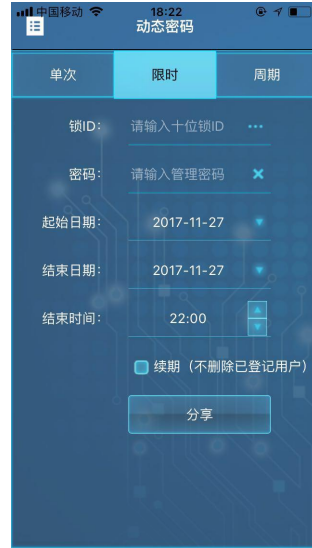 中国移动 18:22
动态密码
单次 限时 周期
锁ID: 请输入十位锁ID ...
密码: 请输入管理密码
起始日期: 2017-11-27
结束日期: 2017-11-27
结束时间: 22:00
续期（不删除已登记用户）
分享